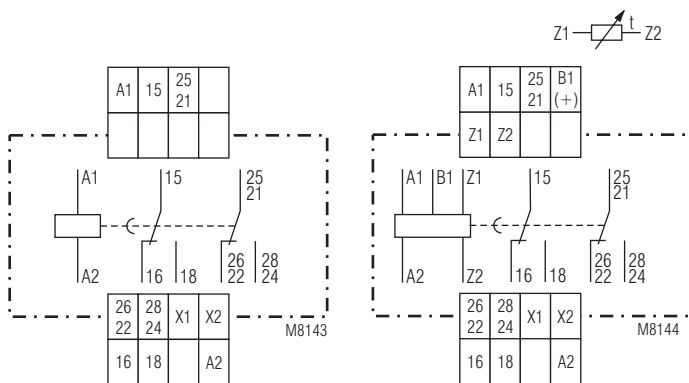 Z1 t Z2
A1 15 25 21
A1 15 25 21 B1 (+)
Z1 Z2
A1 15 25 21
A1 B1 Z1 15 25 21
A2 16 18 26 22 28 24
A2 Z2 16 18 26 22 28 24
26 22 28 24 X1 X2
M8143
26 22 28 24 X1 X2
M8144
16 18 A2
16 18 A2